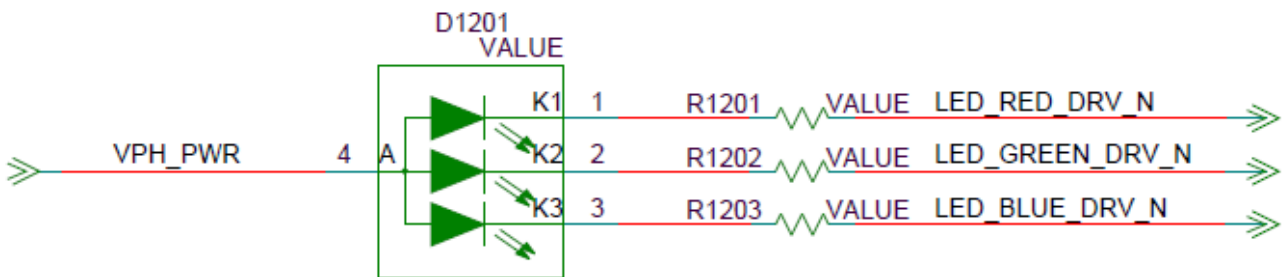 D1201
VALUE
K1 1 R1201 VALUE LED_RED_DRV_N
VPH_PWR 4 A K2 2 R1202 VALUE LED_GREEN_DRV_N
K3 3 R1203 VALUE LED_BLUE_DRV_N